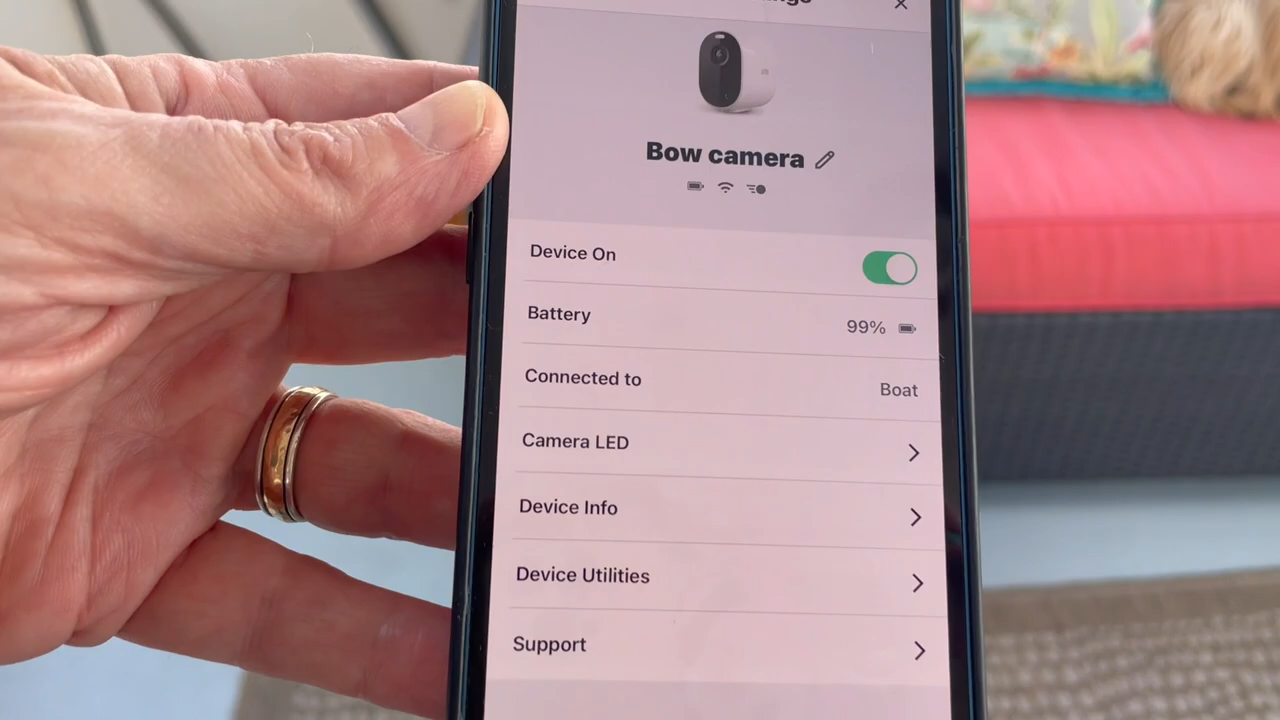 Bow camera
Device On
Battery 99%
Connected to Boat
Camera LED
Device Info
Device Utilities
Support